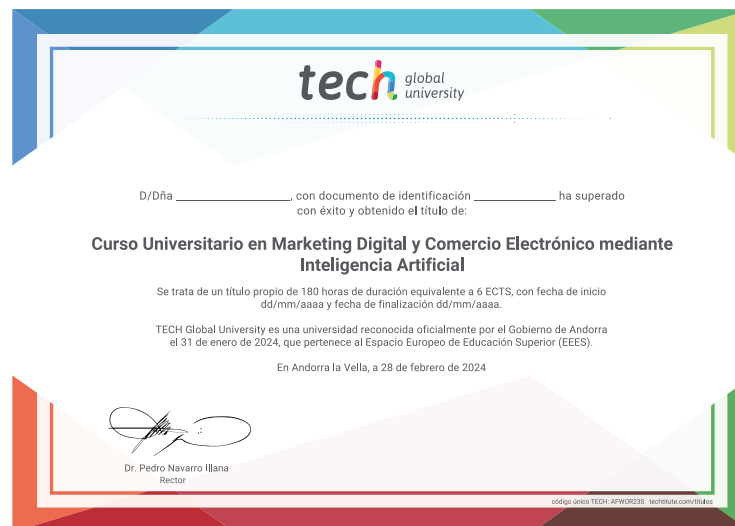 tech global university
D/Dña ____________________, con documento de identificación ______________ ha superado
con éxito y obtenido el título de:
Curso Universitario en Marketing Digital y Comercio Electrónico mediante
Inteligencia Artificial
Se trata de un título propio de 180 horas de duración equivalente a 6 ECTS, con fecha de inicio
dd/mm/aaaa y fecha de finalización dd/mm/aaaa.
TECH Global University es una universidad reconocida oficialmente por el Gobierno de Andorra
el 31 de enero de 2024, que pertenece al Espacio Europeo de Educación Superior (EEES).
En Andorra la Vella, a 28 de febrero de 2024
Dr. Pedro Navarro Illana
Rector
código único TECH: AFWOR23S techtitute.com/titulos